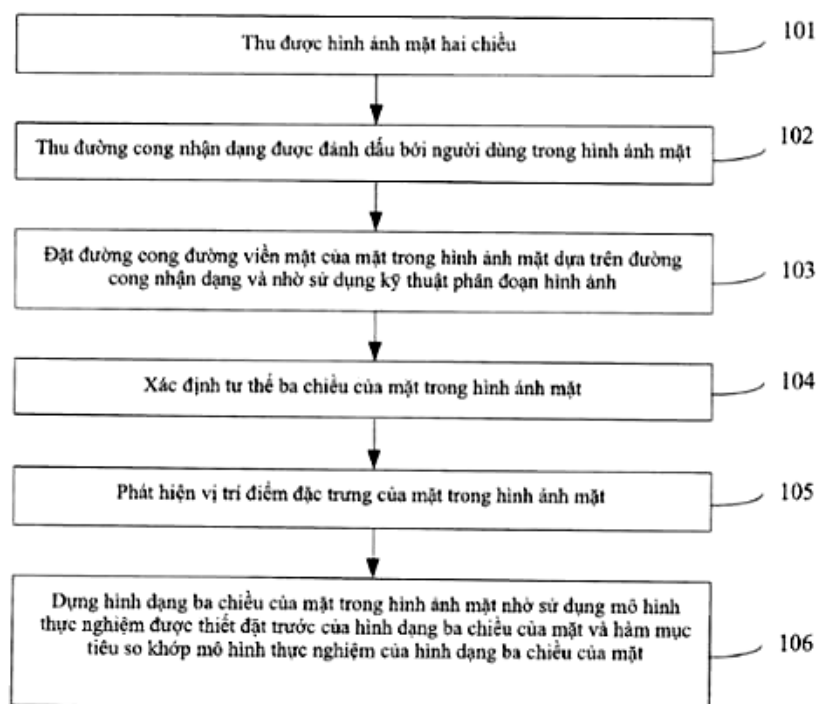 Thu được hình ảnh mặt hai chiều
101
Thu đường cong nhận dạng được đánh dấu bởi người dùng trong hình ảnh mặt
102
Đặt đường cong đường viền mặt của mặt trong hình ảnh mặt dựa trên đường
cong nhận dạng và nhờ sử dụng kỹ thuật phân đoạn hình ảnh
103
Xác định tư thế ba chiều của mặt trong hình ảnh mặt
104
Phát hiện vị trí điểm đặc trưng của mặt trong hình ảnh mặt
105
Dựng hình dạng ba chiều của mặt trong hình ảnh mặt nhờ sử dụng mô hình
thực nghiệm được thiết đặt trước của hình dạng ba chiều của mặt và hàm mục
tiêu so khớp mô hình thực nghiệm của hình dạng ba chiều của mặt
106